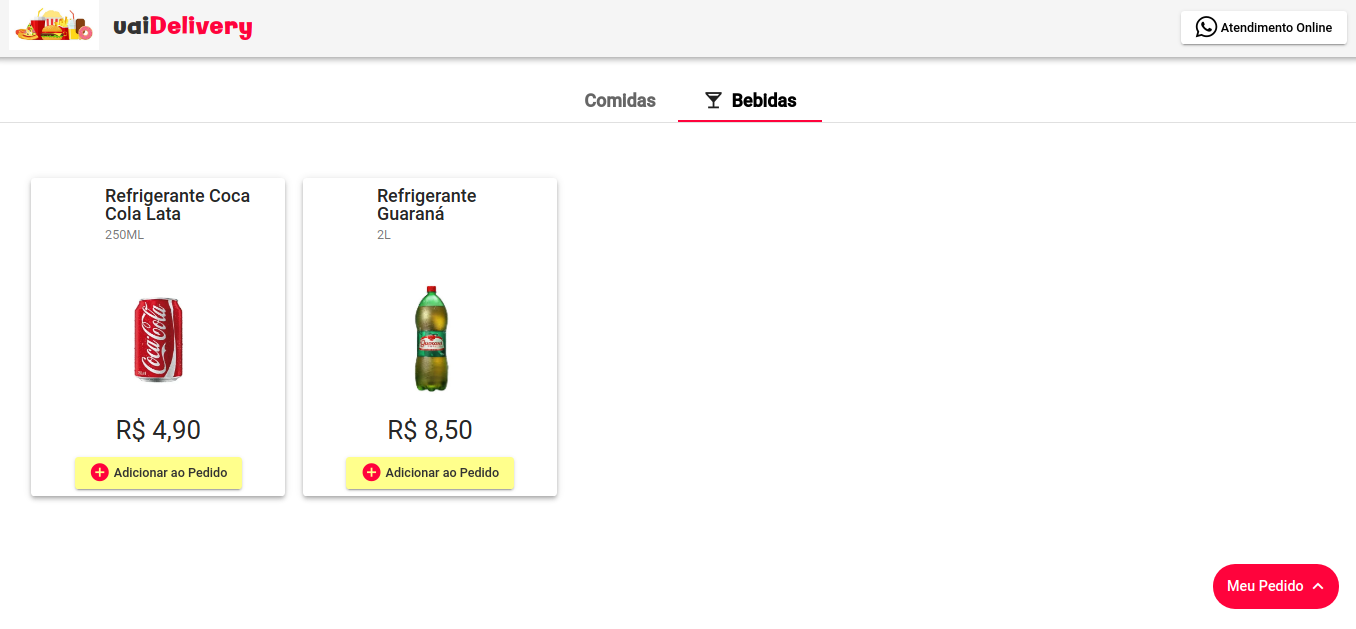 uaiDelivery
Atendimento Online
Comidas
Bebidas
Refrigerante Coca
Cola Lata
250ML
Coca-Cola
R$ 4,90
Adicionar ao Pedido
Refrigerante
Guaraná
2L
Guaraná
R$ 8,50
Adicionar ao Pedido
Meu Pedido